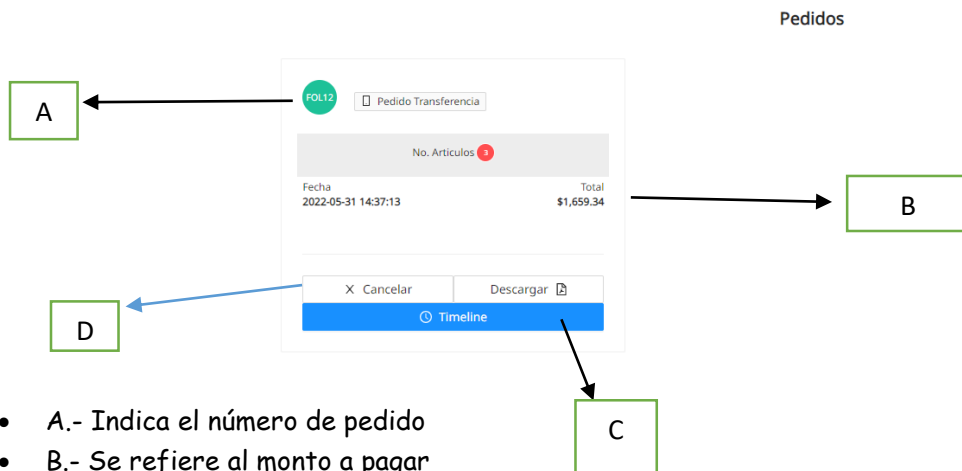 Pedidos
A
FOL12
Pedido Transferencia
No. Articulos 3
Fecha Total
2022-05-31 14:37:13 $1,659.34
B
X Cancelar Descargar
D
Timeline
• A.- Indica el número de pedido
C
• B.- Se refiere al monto a pagar